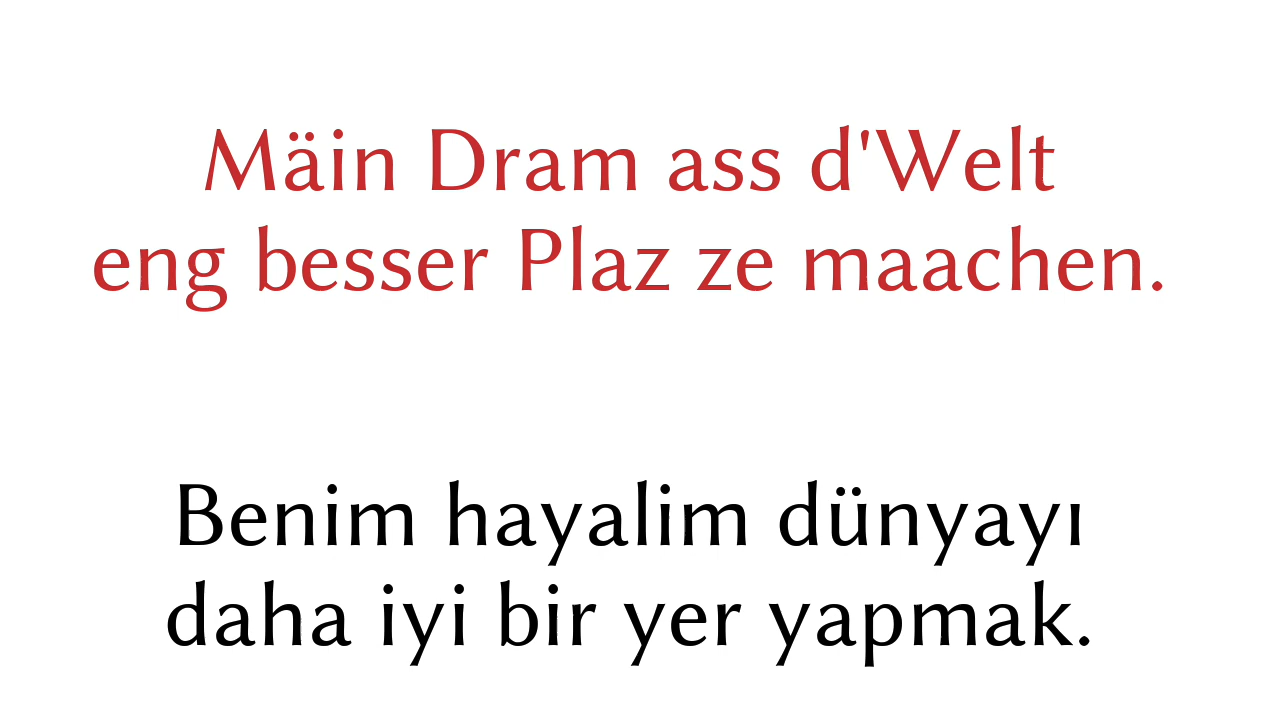 Mäin Dram ass d'Welt
eng besser Plaz ze maachen.
Benim hayalim dünyayı
daha iyi bir yer yapmak.